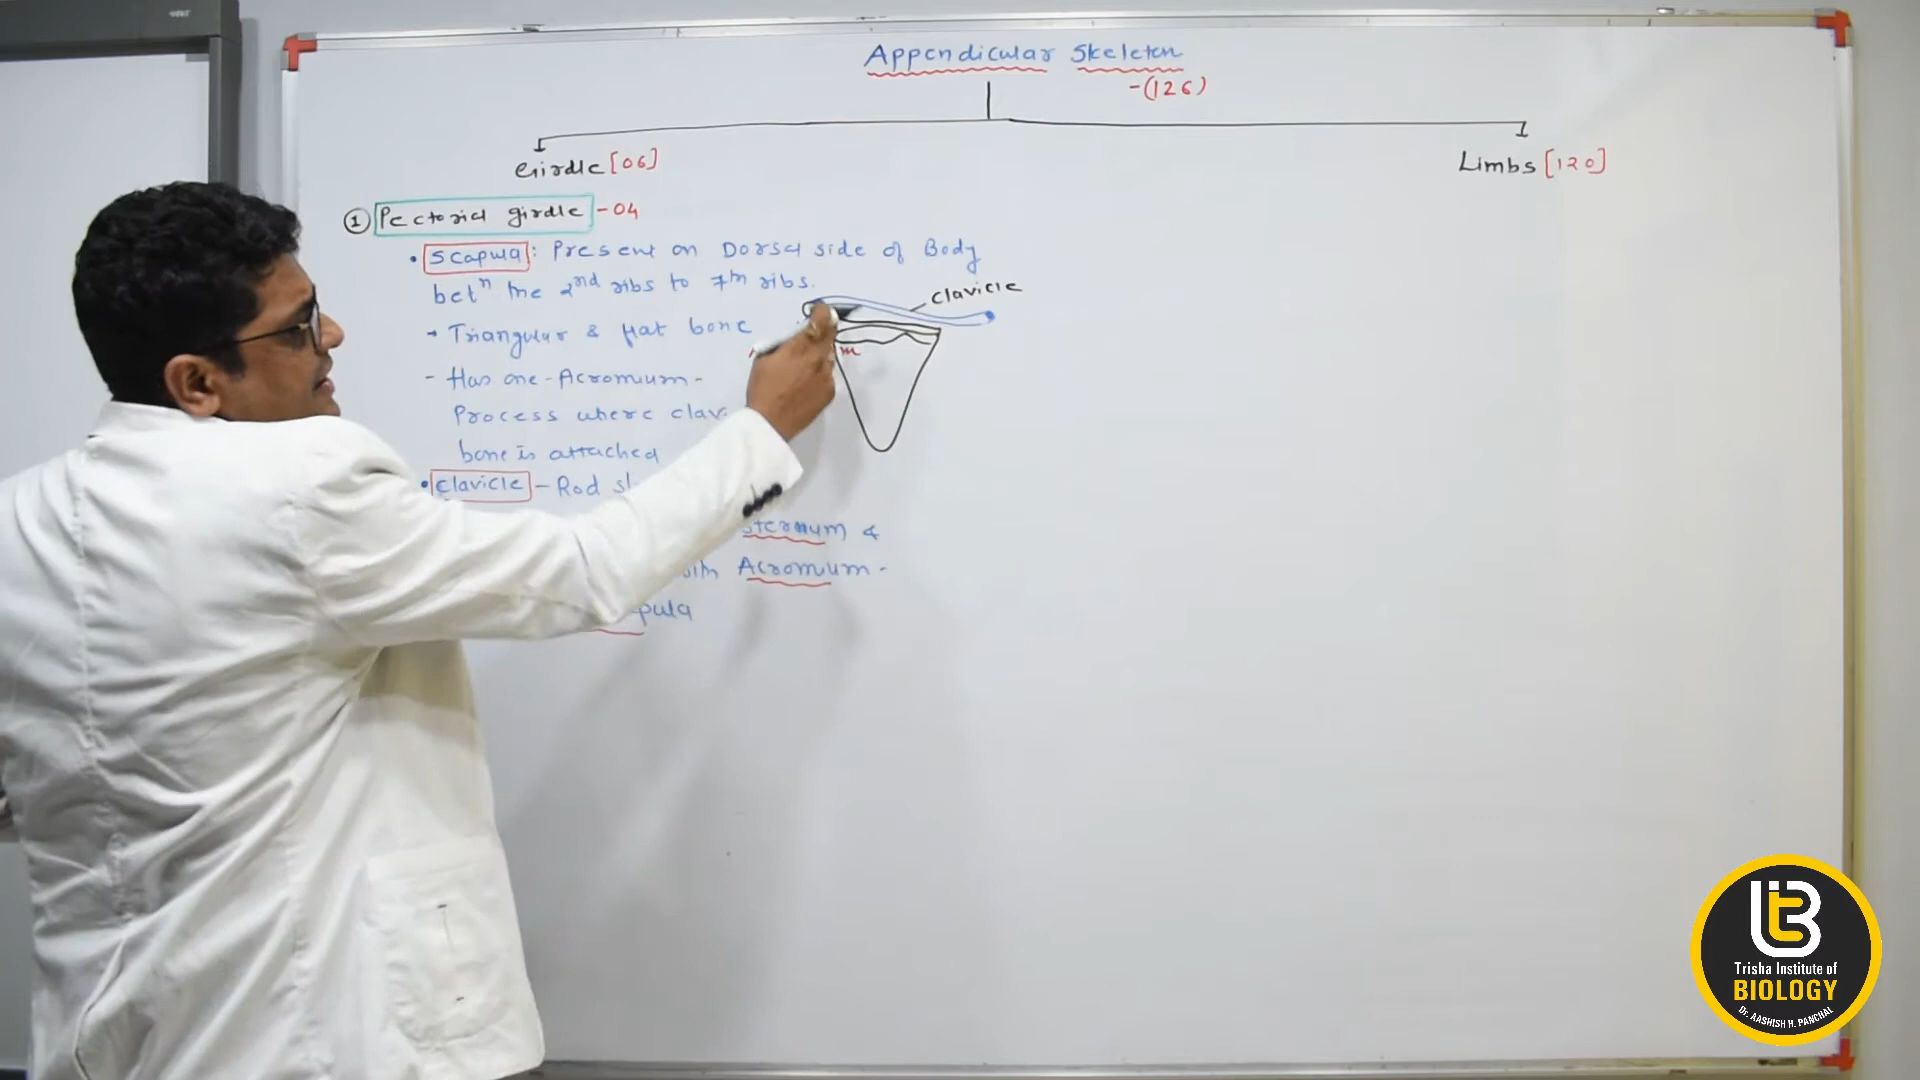 Appendicular Skeleton
-(126)
Girdle [06]
Limbs [120]
① Pectorial girdle - 04
• Scapula : Present on Dorsal side of Body
betn the 2nd ribs to 7th ribs.
clavicle
→ Triangular & flat bone
- Has one - Acromium -
Process where clav
bone is attached
• clavicle - Rod
sternum &
Acromium -
Trisha Institute of
BIOLOGY
Dr. AASHISH H. PANCHAL